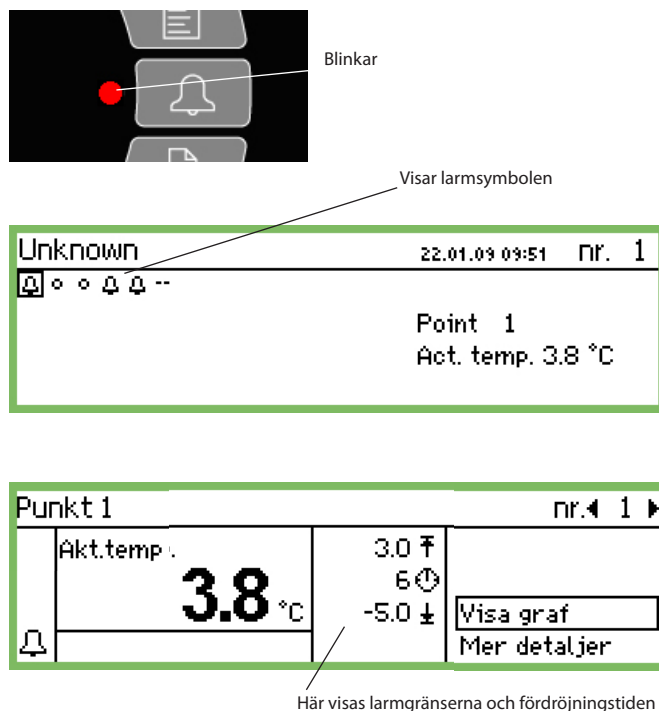 Blinkar
Visar larmsymbolen
Unknown 22.01.09 09:51 nr. 1
--
Point 1
Act. temp. 3.8 °C
Punkt 1 nr. 1
Akt.temp.
3.8 °C
3.0
6
-5.0
Visa graf
Mer detaljer
Här visas larmgränserna och fördröjningstiden